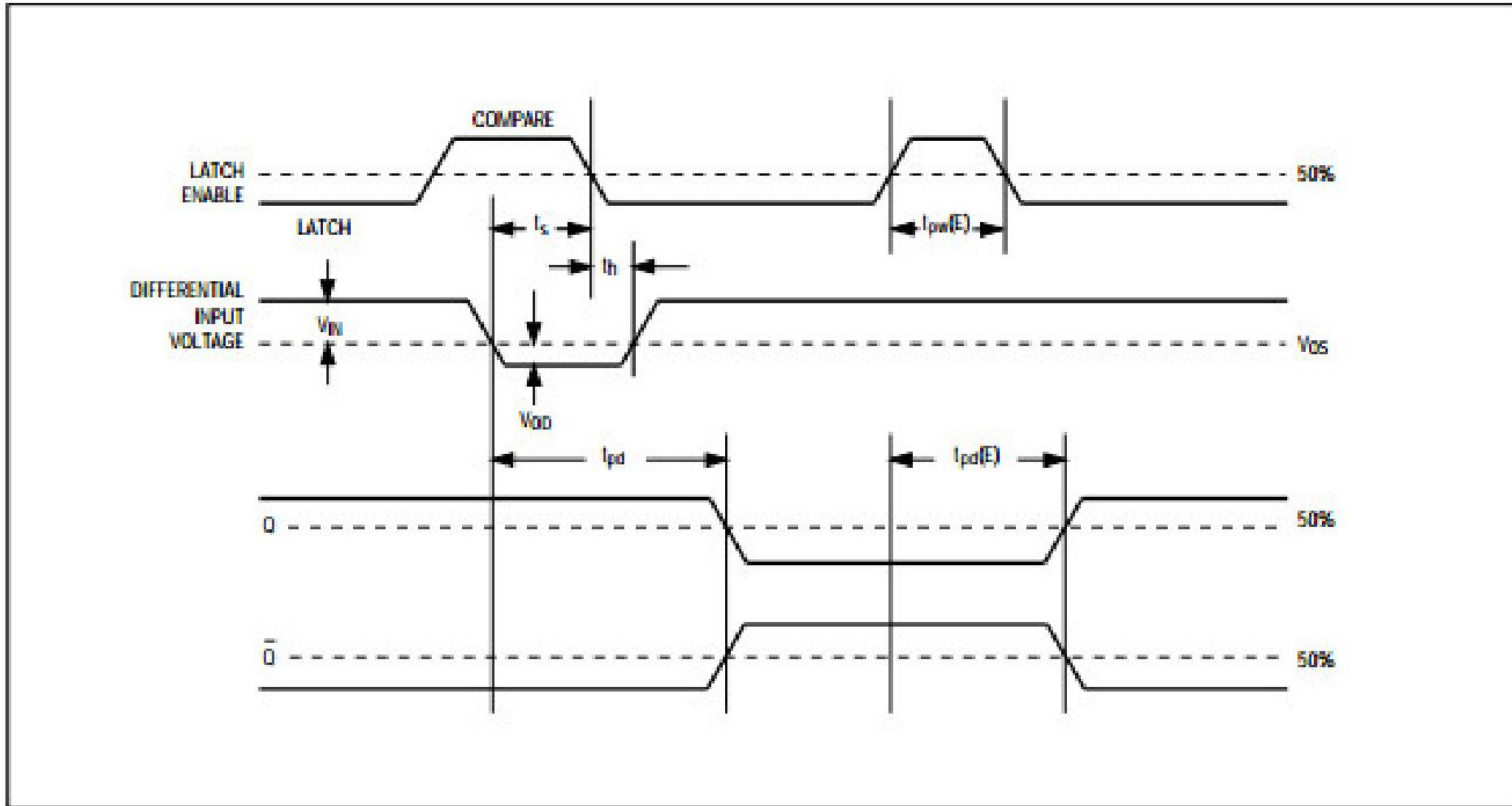 COMPARE
LATCH
ENABLE
50%
LATCH
ts
tpw(E)
th
DIFFERENTIAL
INPUT
VOLTAGE
VIN
VOS
VOD
tpd
tpd(E)
Q
50%
Q̅
50%